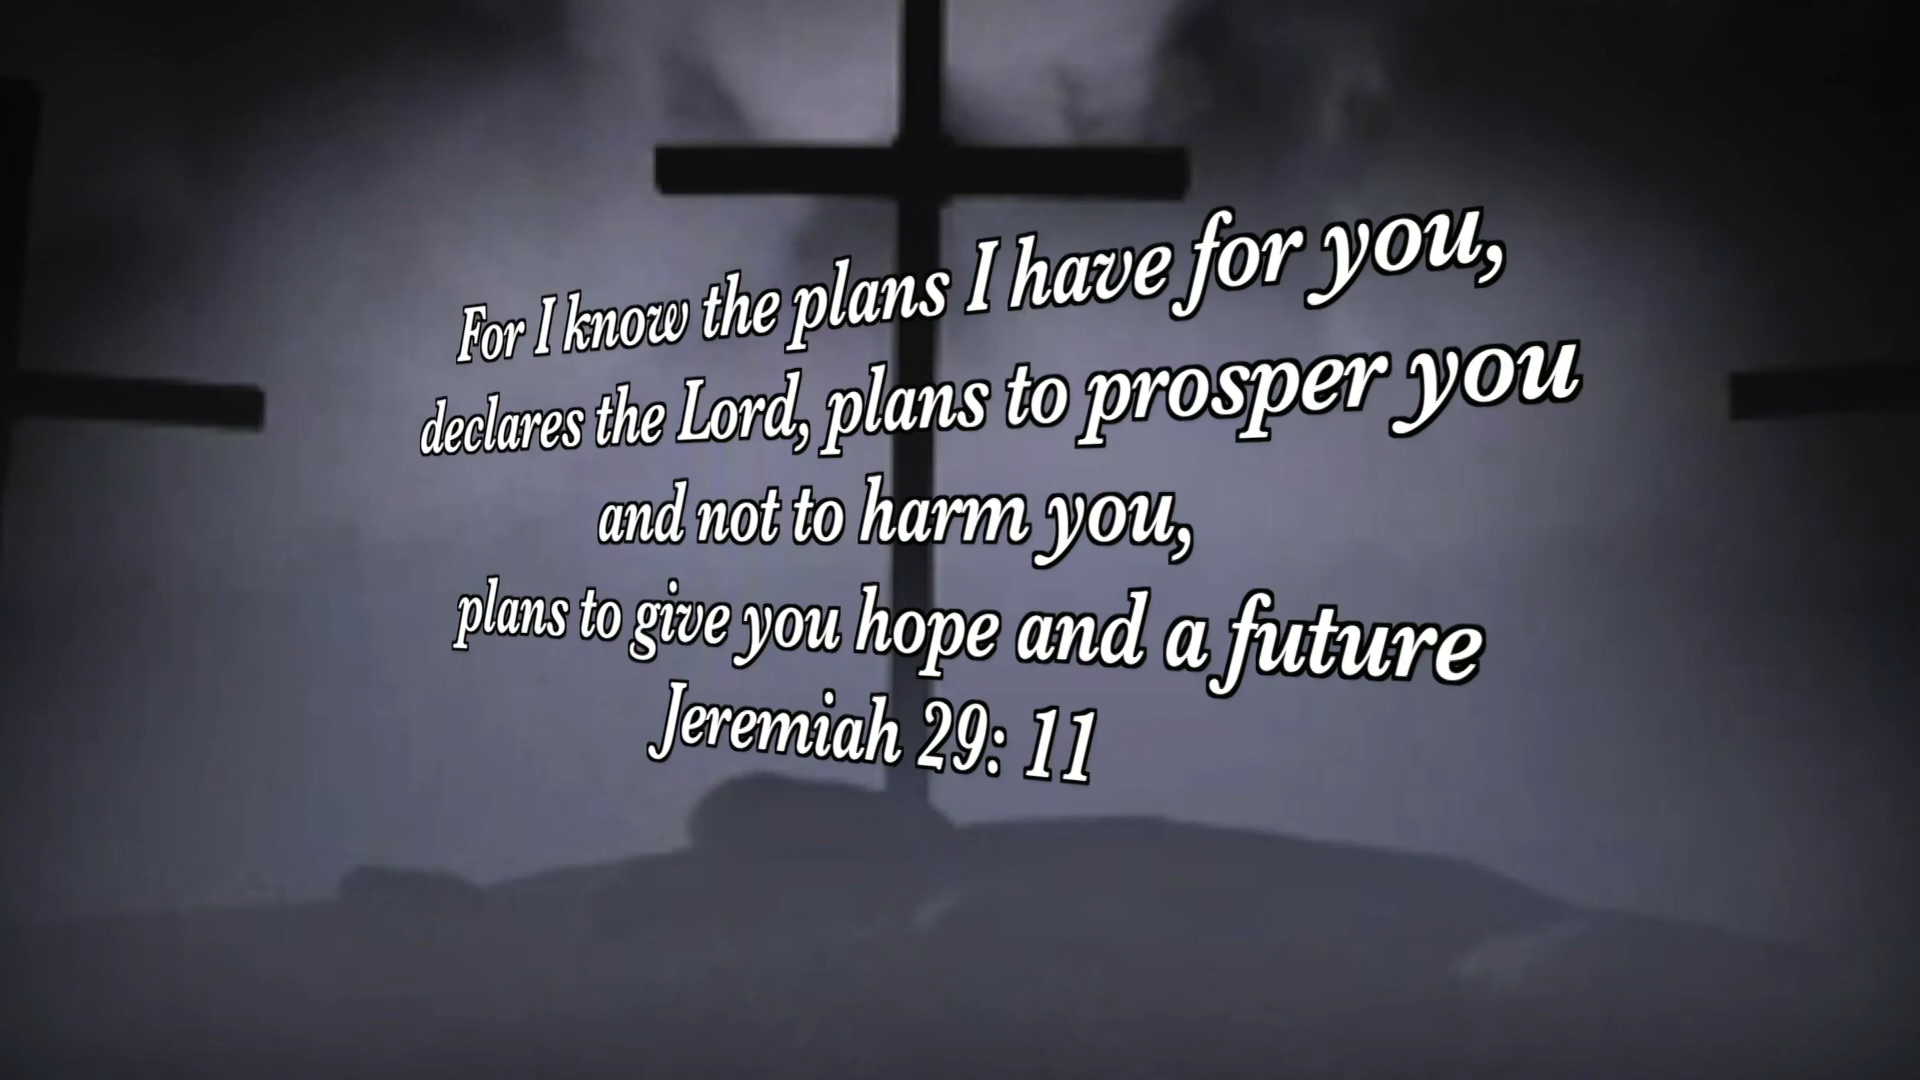 For I know the plans I have for you,
declares the Lord, plans to prosper you
and not to harm you,
plans to give you hope and a future
Jeremiah 29: 11